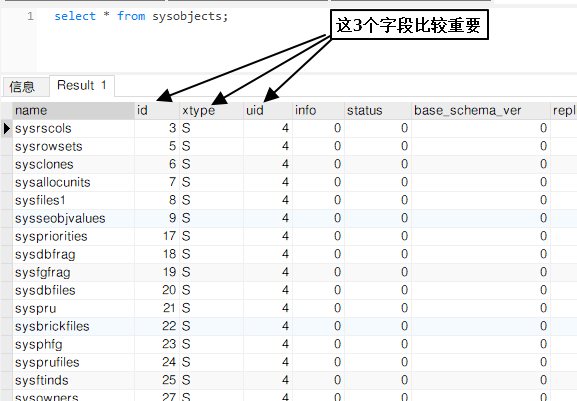 1 select * from sysobjects;
这3个字段比较重要
信息 Result 1
name id xtype uid info status base_schema_ver repl
sysrscols 3 S 4 0 0 0
sysrowsets 5 S 4 0 0 0
sysclones 6 S 4 0 0 0
sysallocunits 7 S 4 0 0 0
sysfiles1 8 S 4 0 0 0
sysseobjvalues 9 S 4 0 0 0
syspriorities 17 S 4 0 0 0
sysdbfrag 18 S 4 0 0 0
sysfgfrag 19 S 4 0 0 0
sysdbfiles 20 S 4 0 0 0
syspru 21 S 4 0 0 0
sysbrickfiles 22 S 4 0 0 0
sysphfg 23 S 4 0 0 0
sysprufiles 24 S 4 0 0 0
sysftinds 25 S 4 0 0 0
sysowners 27 S 4 0 0 0